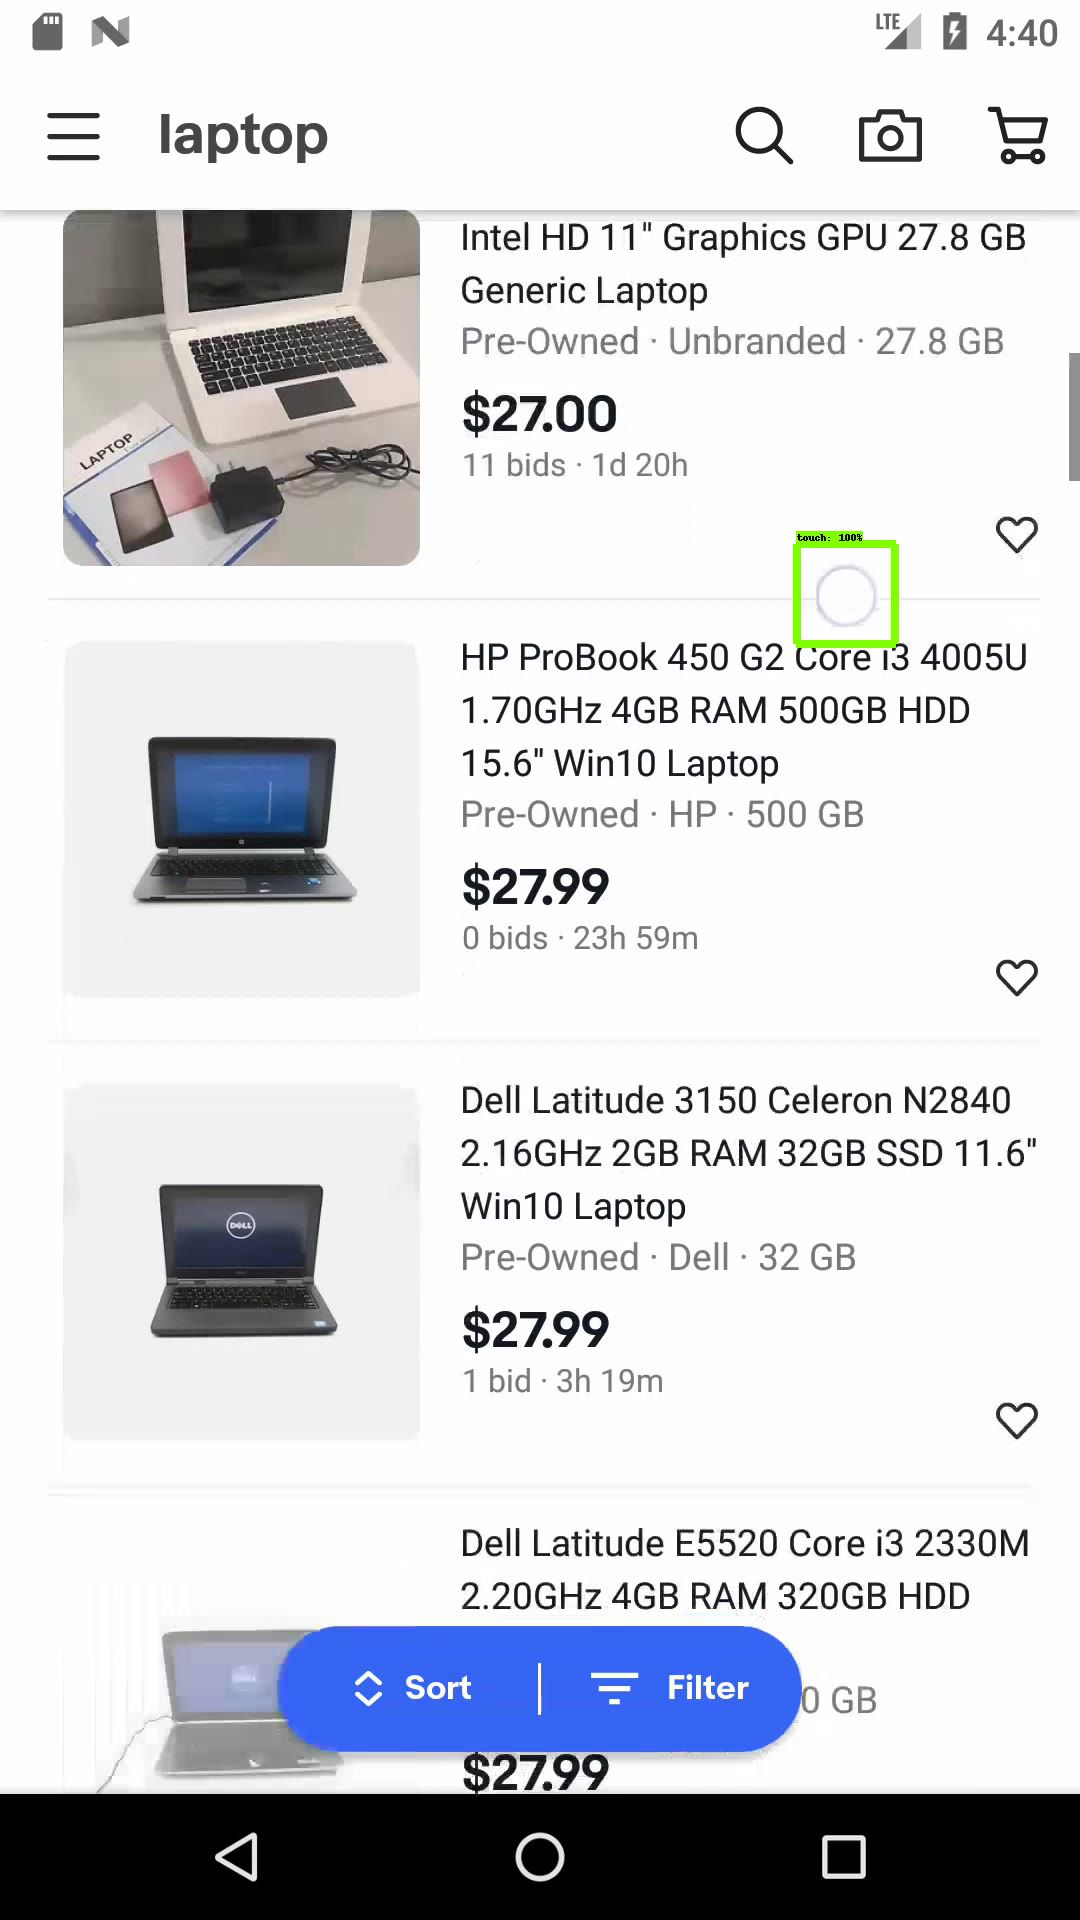 LTE 4:40
laptop
Intel HD 11" Graphics GPU 27.8 GB
Generic Laptop
Pre-Owned · Unbranded · 27.8 GB
$27.00
11 bids · 1d 20h
LAPTOP
touch: 100%
HP ProBook 450 G2 Core i3 4005U
1.70GHz 4GB RAM 500GB HDD
15.6" Win10 Laptop
Pre-Owned · HP · 500 GB
$27.99
0 bids · 23h 59m
Dell Latitude 3150 Celeron N2840
2.16GHz 2GB RAM 32GB SSD 11.6"
Win10 Laptop
Pre-Owned · Dell · 32 GB
$27.99
1 bid · 3h 19m
DELL
Dell Latitude E5520 Core i3 2330M
2.20GHz 4GB RAM 320GB HDD
Sort
Filter
0 GB
$27.99